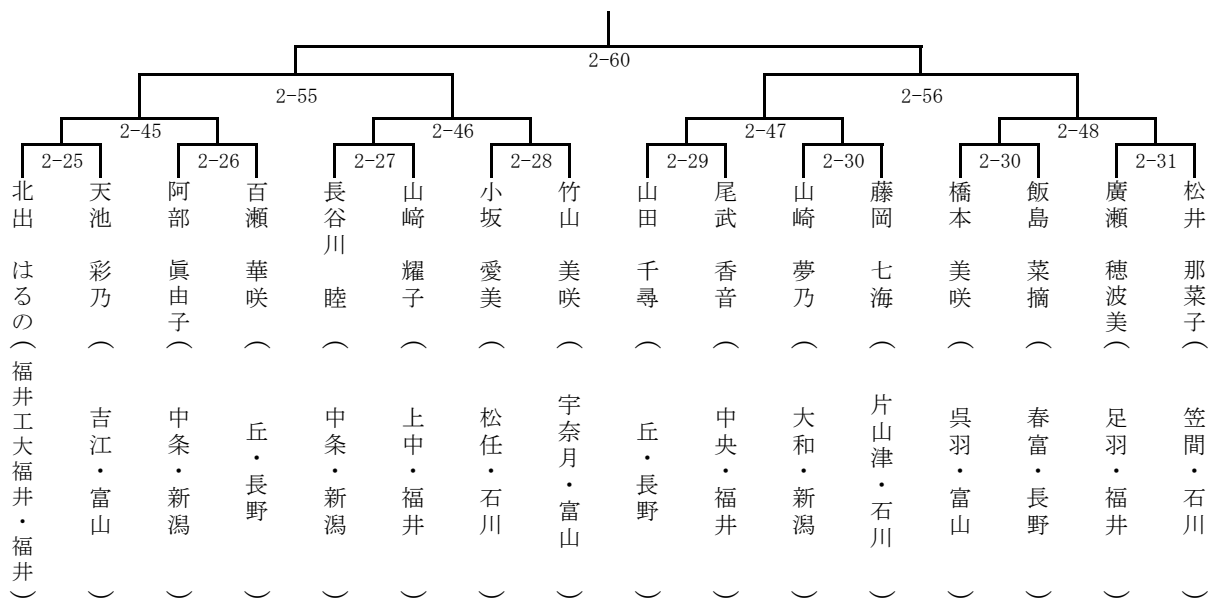 2-60
2-55
2-56
2-45
2-46
2-47
2-48
2-25
2-26
2-27
2-28
2-29
2-30
2-30
2-31
北出 はるの(福井工大福井・福井)
天池 彩乃(吉江・富山)
阿部 眞由子(中条・新潟)
百瀬 華咲(丘・長野)
長谷川 睦(中条・新潟)
山﨑 耀子(上中・福井)
小坂 愛美(松任・石川)
竹山 美咲(宇奈月・富山)
山田 千尋(丘・長野)
尾武 香音(中央・福井)
山崎 夢乃(大和・新潟)
藤岡 七海(片山津・石川)
橋本 美咲(呉羽・富山)
飯島 菜摘(春富・長野)
廣瀬 穂波美(足羽・福井)
松井 那菜子(笠間・石川)